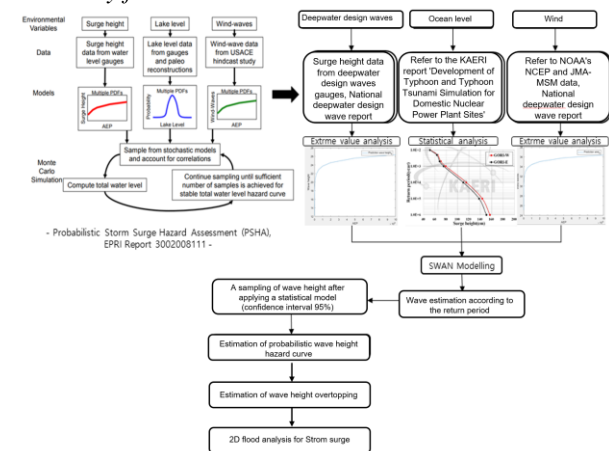 Environmental
Variables
Surge height
Lake level
Wind-waves
Data
Surge height
data from water
level gauges
Lake level data
from gauges
and paleo
reconstructions
Wind-wave data
from USACE
hindcast study
Models
Multiple PDFs
Surge Height
AEP
Multiple PDFs
Probability
Lake Level
Multiple PDFs
Wind-Waves
AEP
Sample from stochastic models
and account for correlations
Monte
Carlo
Simulation
Compute total water level
Continue sampling until sufficient
number of samples is achieved for
stable total water level hazard curve
- Probabilistic Storm Surge Hazard Assessment (PSHA),
EPRI Report 3002008111 -
Deepwater design waves
Ocean level
Wind
Surge height data
from deepwater
design waves
gauges, National
deepwater design
wave report
Refer to the KAERI
report 'Development of
Typhoon and Typhoon
Tsunami Simulation for
Domestic Nuclear
Power Plant Sites'
Refer to NOAA's
NCEP and JMA-
MSM data,
National
deepwater design
wave report
Extrme value analysis
Statistical analysis
Extrme value analysis
KAERI
Return period(yr)
Surge height(cm)
SWAN Modelling
Wave estimation according to
the return period
A sampling of wave height after
applying a statistical model
(confidence interval 95%)
Estimation of probabilistic wave height
hazard curve
Estimation of wave height overtopping
2D flood analysis for Strom surge